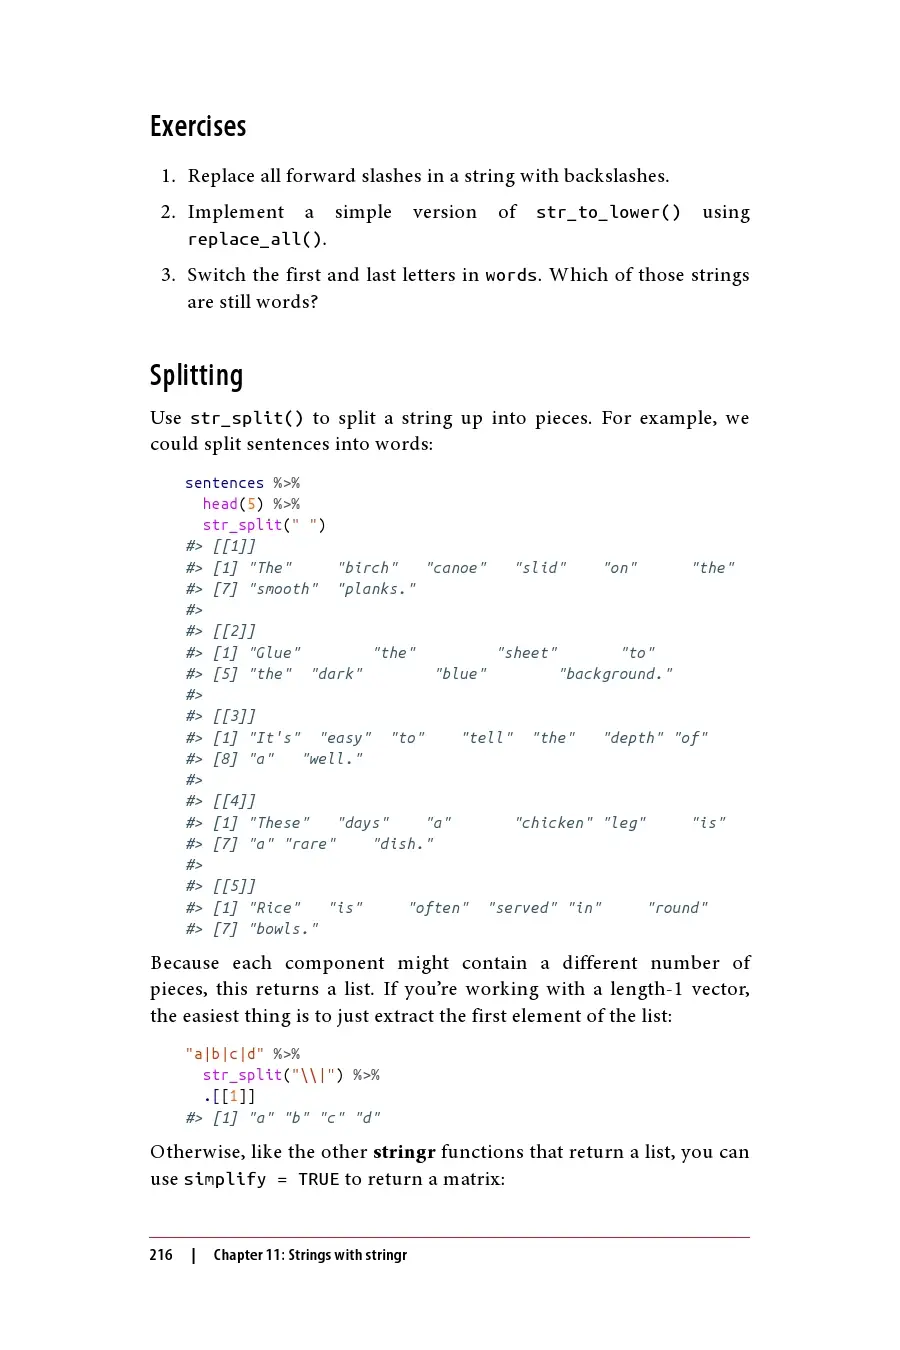 Exercises
1. Replace all forward slashes in a string with backslashes.
2. Implement a simple version of str_to_lower() using
replace_all().
3. Switch the first and last letters in words. Which of those strings
are still words?
Splitting
Use str_split() to split a string up into pieces. For example, we
could split sentences into words:
sentences %>%
  head(5) %>%
  str_split(" ")
#> [[1]]
#> [1] "The"     "birch"   "canoe"   "slid"    "on"      "the"
#> [7] "smooth"  "planks."
#>
#> [[2]]
#> [1] "Glue"        "the"         "sheet"       "to"
#> [5] "the"  "dark"        "blue"        "background."
#>
#> [[3]]
#> [1] "It's"  "easy"  "to"    "tell"  "the"   "depth" "of"
#> [8] "a"   "well."
#>
#> [[4]]
#> [1] "These"   "days"    "a"       "chicken" "leg"     "is"
#> [7] "a" "rare"    "dish."
#>
#> [[5]]
#> [1] "Rice"   "is"     "often"  "served" "in"     "round"
#> [7] "bowls."
Because each component might contain a different number of
pieces, this returns a list. If you’re working with a length-1 vector,
the easiest thing is to just extract the first element of the list:
"a|b|c|d" %>%
  str_split("\\|") %>%
  .[[1]]
#> [1] "a" "b" "c" "d"
Otherwise, like the other stringr functions that return a list, you can
use simplify = TRUE to return a matrix:
216 | Chapter 11: Strings with stringr